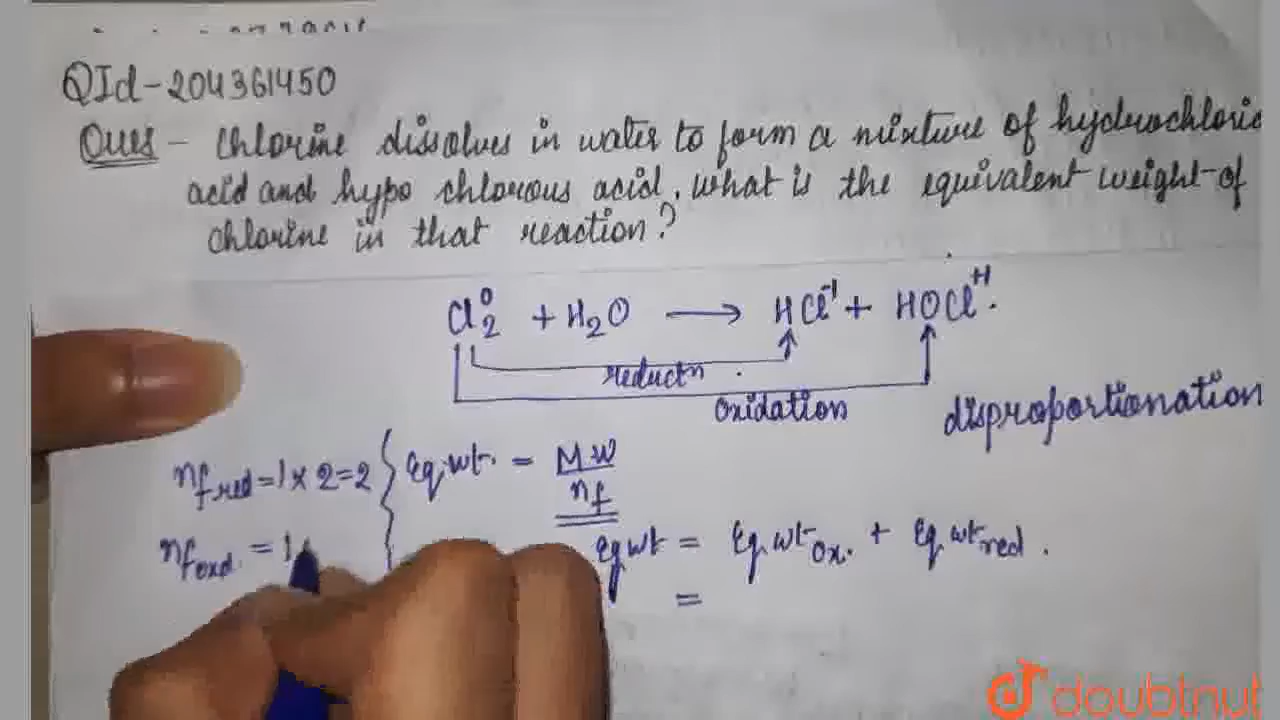 QId-204361450
Ques - Chlorine dissolves in water to form a mixture of hydrochloric
acid and hypo chlorous acid. what is the equivalent weight of
chlorine in that reaction?
Cl₂⁰ + H₂O → HCl⁻¹ + HOCl⁺¹.
reductn
oxidation
disproportionation
nf red = 1 × 2 = 2
Eq wt. = MW/nf
nf oxd. = 1
eq wt = Eq. wt ox. + Eq wt red.
=
doubtnut